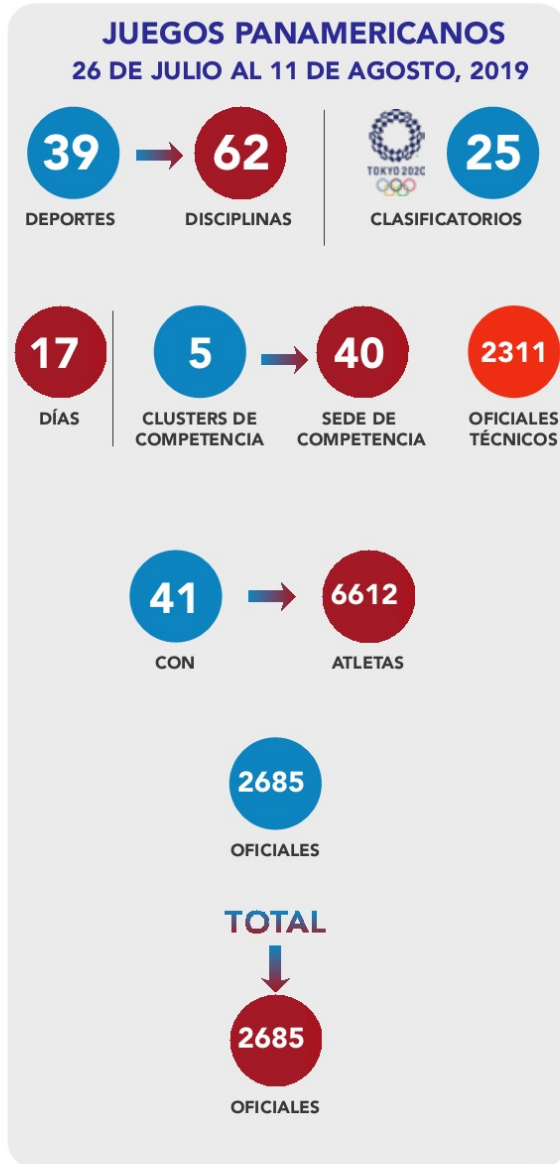 JUEGOS PANAMERICANOS
26 DE JULIO AL 11 DE AGOSTO, 2019
39
62
25
TOKYO 2020
DEPORTES
DISCIPLINAS
CLASIFICATORIOS
17
5
40
2311
DÍAS
CLUSTERS DE
COMPETENCIA
SEDE DE
COMPETENCIA
OFICIALES
TÉCNICOS
41
6612
CON
ATLETAS
2685
OFICIALES
TOTAL
2685
OFICIALES